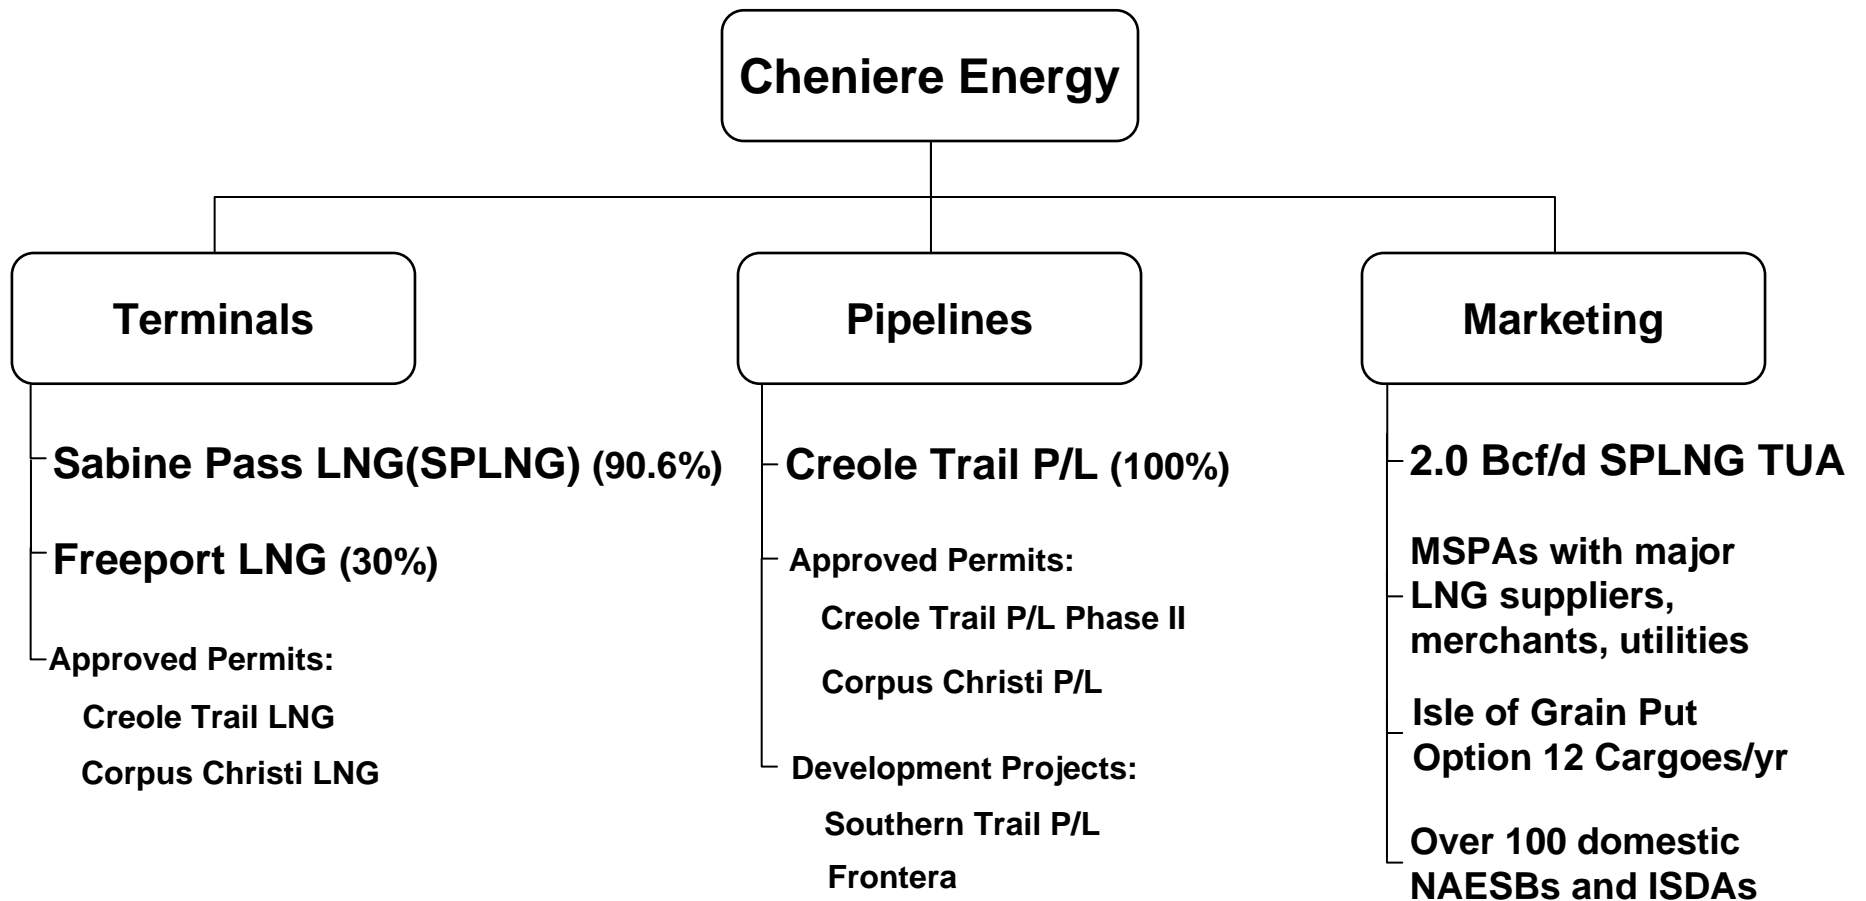 Cheniere Energy
Terminals
Sabine Pass LNG(SPLNG) (90.6%)
Freeport LNG (30%)
Approved Permits:
Creole Trail LNG
Corpus Christi LNG
Pipelines
Creole Trail P/L (100%)
Approved Permits:
Creole Trail P/L Phase II
Corpus Christi P/L
Development Projects:
Southern Trail P/L
Frontera
Marketing
2.0 Bcf/d SPLNG TUA
MSPAs with major
LNG suppliers,
merchants, utilities
Isle of Grain Put
Option 12 Cargoes/yr
Over 100 domestic
NAESBs and ISDAs